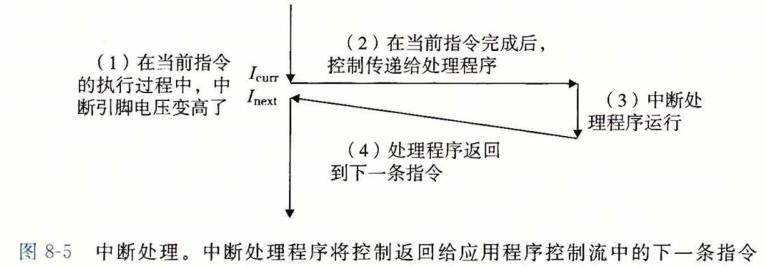 （1）在当前指令
的执行过程中，中
断引脚电压变高了
Icurr
Inext
（2）在当前指令完成后，
控制传递给处理程序
（3）中断处
理程序运行
（4）处理程序返回
到下一条指令
图 8-5 中断处理。中断处理程序将控制返回给应用程序控制流中的下一条指令